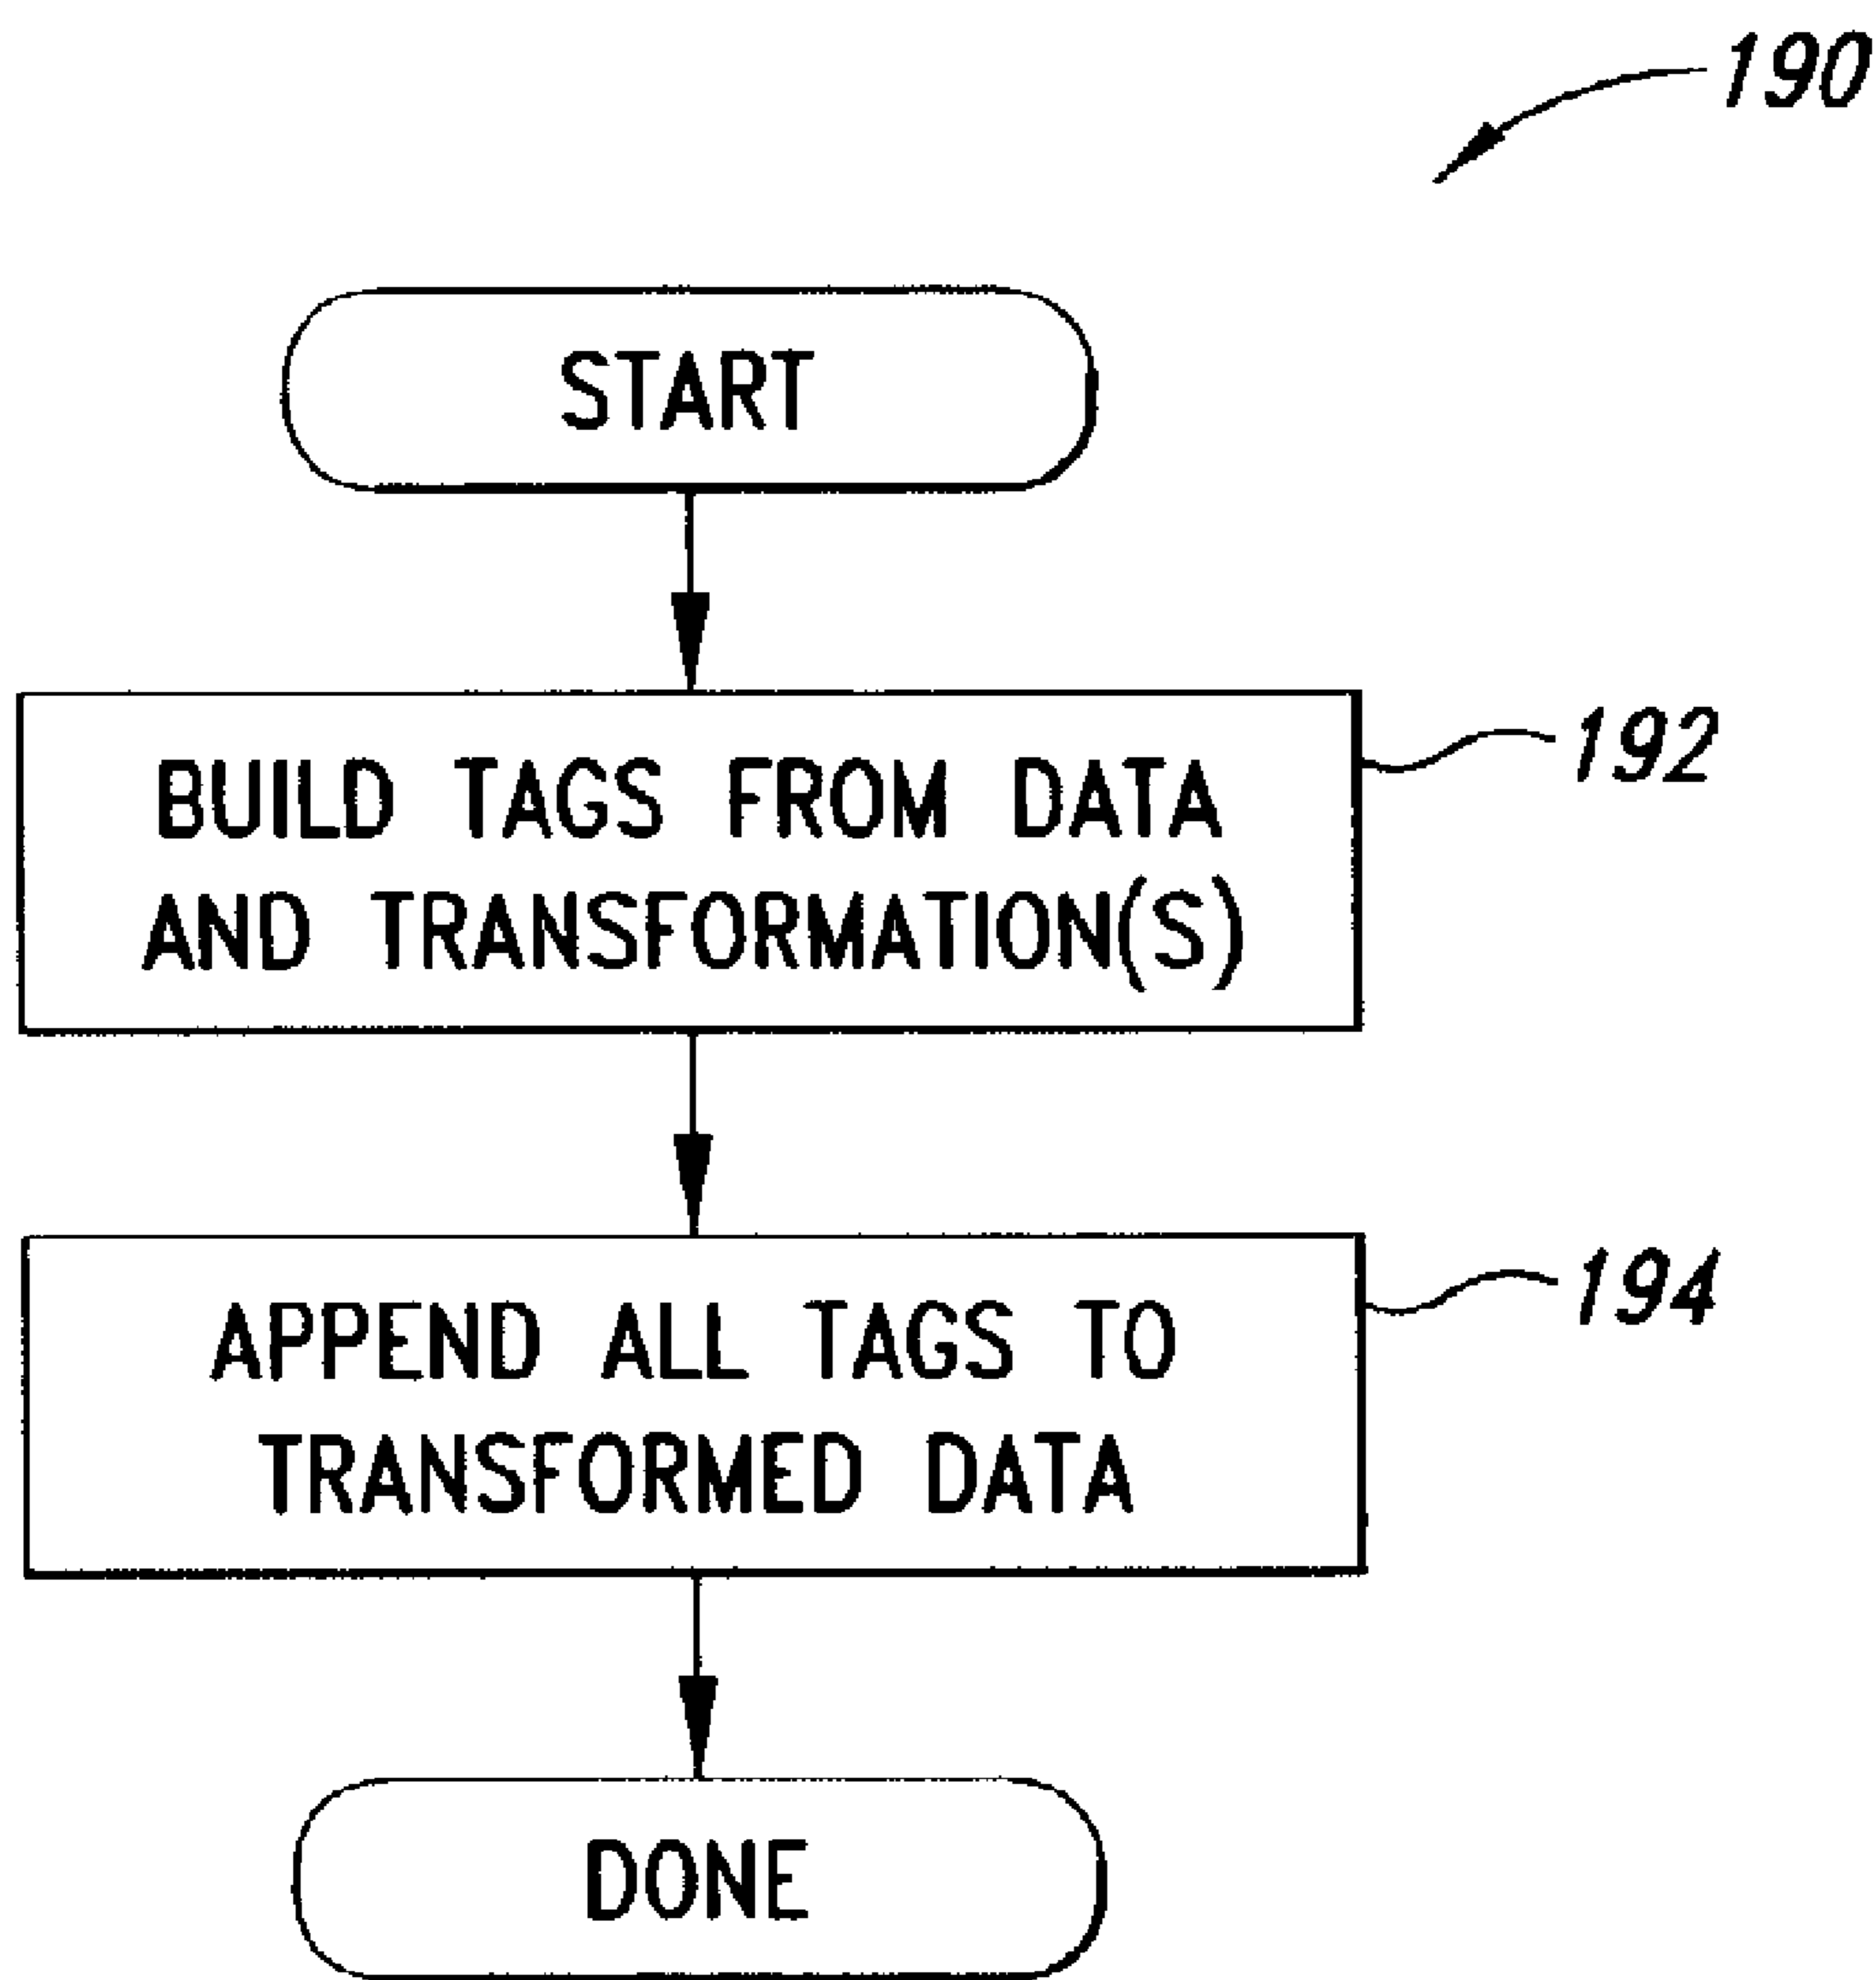 190
START
BUILD TAGS FROM DATA
AND TRANSFORMATION(S)
192
APPEND ALL TAGS TO
TRANSFORMED DATA
194
DONE